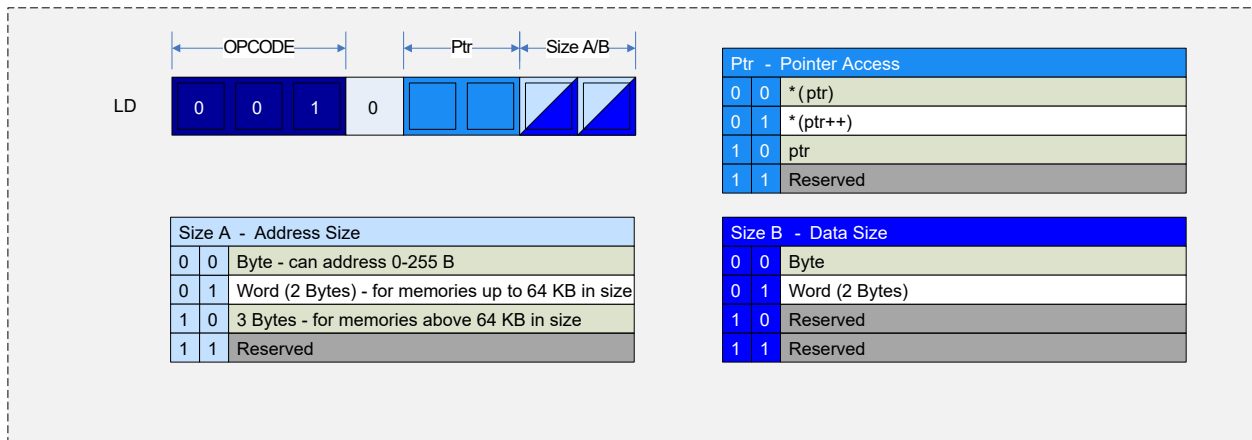 OPCODE Ptr Size A/B
LD 0 0 1 0
Ptr - Pointer Access
0 0 *(ptr)
0 1 *(ptr++)
1 0 ptr
1 1 Reserved
Size A - Address Size
0 0 Byte - can address 0-255 B
0 1 Word (2 Bytes) - for memories up to 64 KB in size
1 0 3 Bytes - for memories above 64 KB in size
1 1 Reserved
Size B - Data Size
0 0 Byte
0 1 Word (2 Bytes)
1 0 Reserved
1 1 Reserved